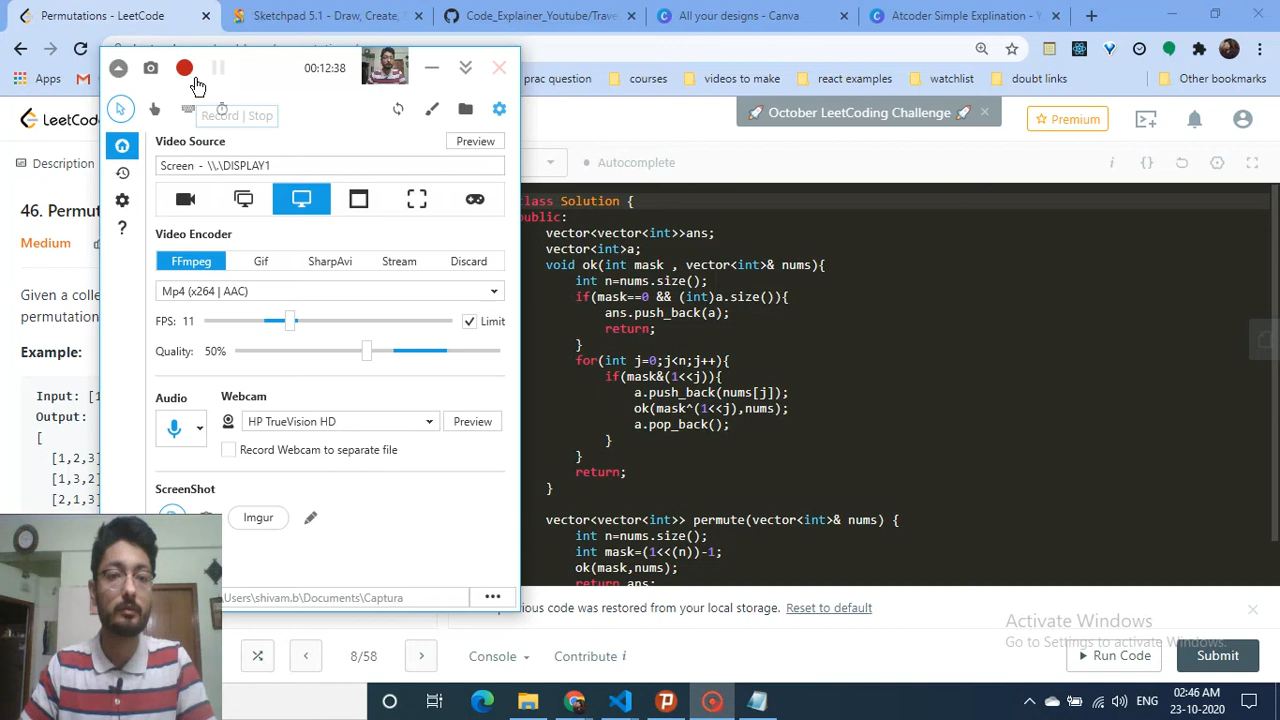 Permutations - LeetCode
Sketchpad 5.1 - Draw, Create,
Code_Explainer_Youtube/Trave
All your designs - Canva
Atcoder Simple Explination - Y
Apps
prac question
courses
videos to make
react exercises
watchlist
doubt links
Other bookmarks
00:12:38
Record | Stop
LeetCod
October LeetCoding Challenge
Premium
Description
Autocomplete
Video Source
Preview
Screen - \\.\DISPLAY1
Video Encoder
FFmpeg
Gif
SharpAvi
Stream
Discard
Mp4 (x264 | AAC)
FPS: 11
Limit
Quality: 50%
Audio
Webcam
HP TrueVision HD
Preview
Record Webcam to separate file
ScreenShot
Imgur
Users\shivam.b\Documents\Captura
46. Permut
Medium
Given a colle
permutation
Example:
Input: [1
Output:
[
[1,2,3]
[1,3,2]
[2,1,3]
class Solution {
public:
vector<vector<int>>ans;
vector<int>a;
void ok(int mask , vector<int>& nums){
int n=nums.size();
if(mask==0 && (int)a.size()){
ans.push_back(a);
return;
}
for(int j=0;j<n;j++){
if(mask&(1<<j)){
a.push_back(nums[j]);
ok(mask^(1<<j),nums);
a.pop_back();
}
}
return;
}
vector<vector<int>> permute(vector<int>& nums) {
int n=nums.size();
int mask=(1<<(n))-1;
ok(mask,nums);
return ans;
ious code was restored from your local storage.
Reset to default
Activate Windows
Go to Settings to activate Windows.
8/58
Console
Contribute i
Run Code
Submit
ENG
02:46 AM
23-10-2020